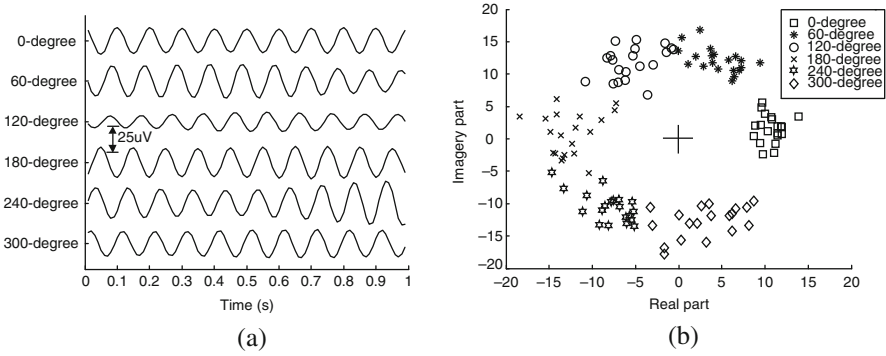 (a)
0-degree
60-degree
120-degree
25uV
180-degree
240-degree
300-degree
0.1 0.2 0.3 0.4 0.5 0.6 0.7 0.8 0.9 1
Time (s)
(a)
(b)
20
15
10
5
0
−5
−10
−15
−20
Imagery part
0-degree
60-degree
120-degree
180-degree
240-degree
300-degree
−20 −15 −10 −5 0 5 10 15 20
Real part
(b)